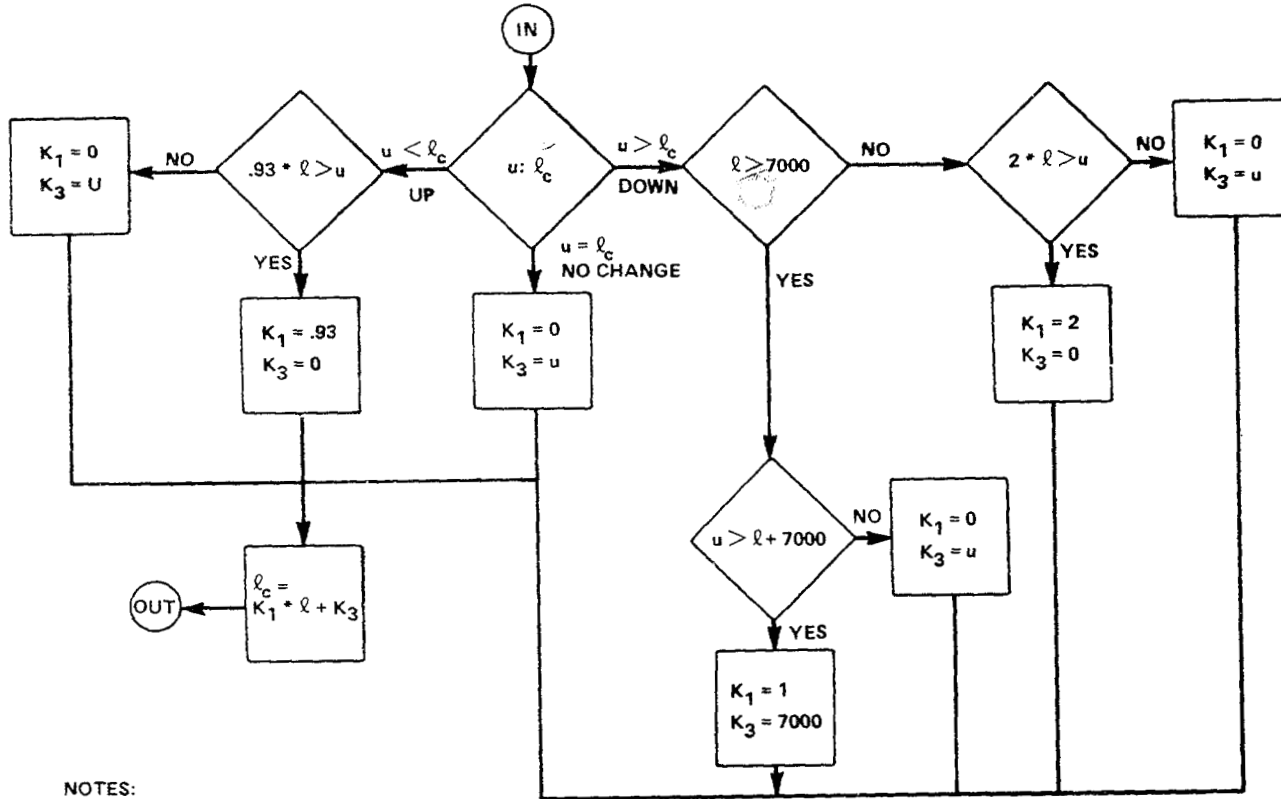 IN
u < ℓc
UP
u: ℓc
u > ℓc
DOWN
u = ℓc
NO CHANGE
.93 * ℓ > u
NO
K1 = 0
K3 = U
YES
K1 = .93
K3 = 0
K1 = 0
K3 = u
ℓ > 7000
NO
2 * ℓ > u
NO
K1 = 0
K3 = u
YES
K1 = 2
K3 = 0
YES
u > ℓ + 7000
NO
K1 = 0
K3 = u
YES
K1 = 1
K3 = 7000
ℓc =
K1 * ℓ + K3
OUT
NOTES: